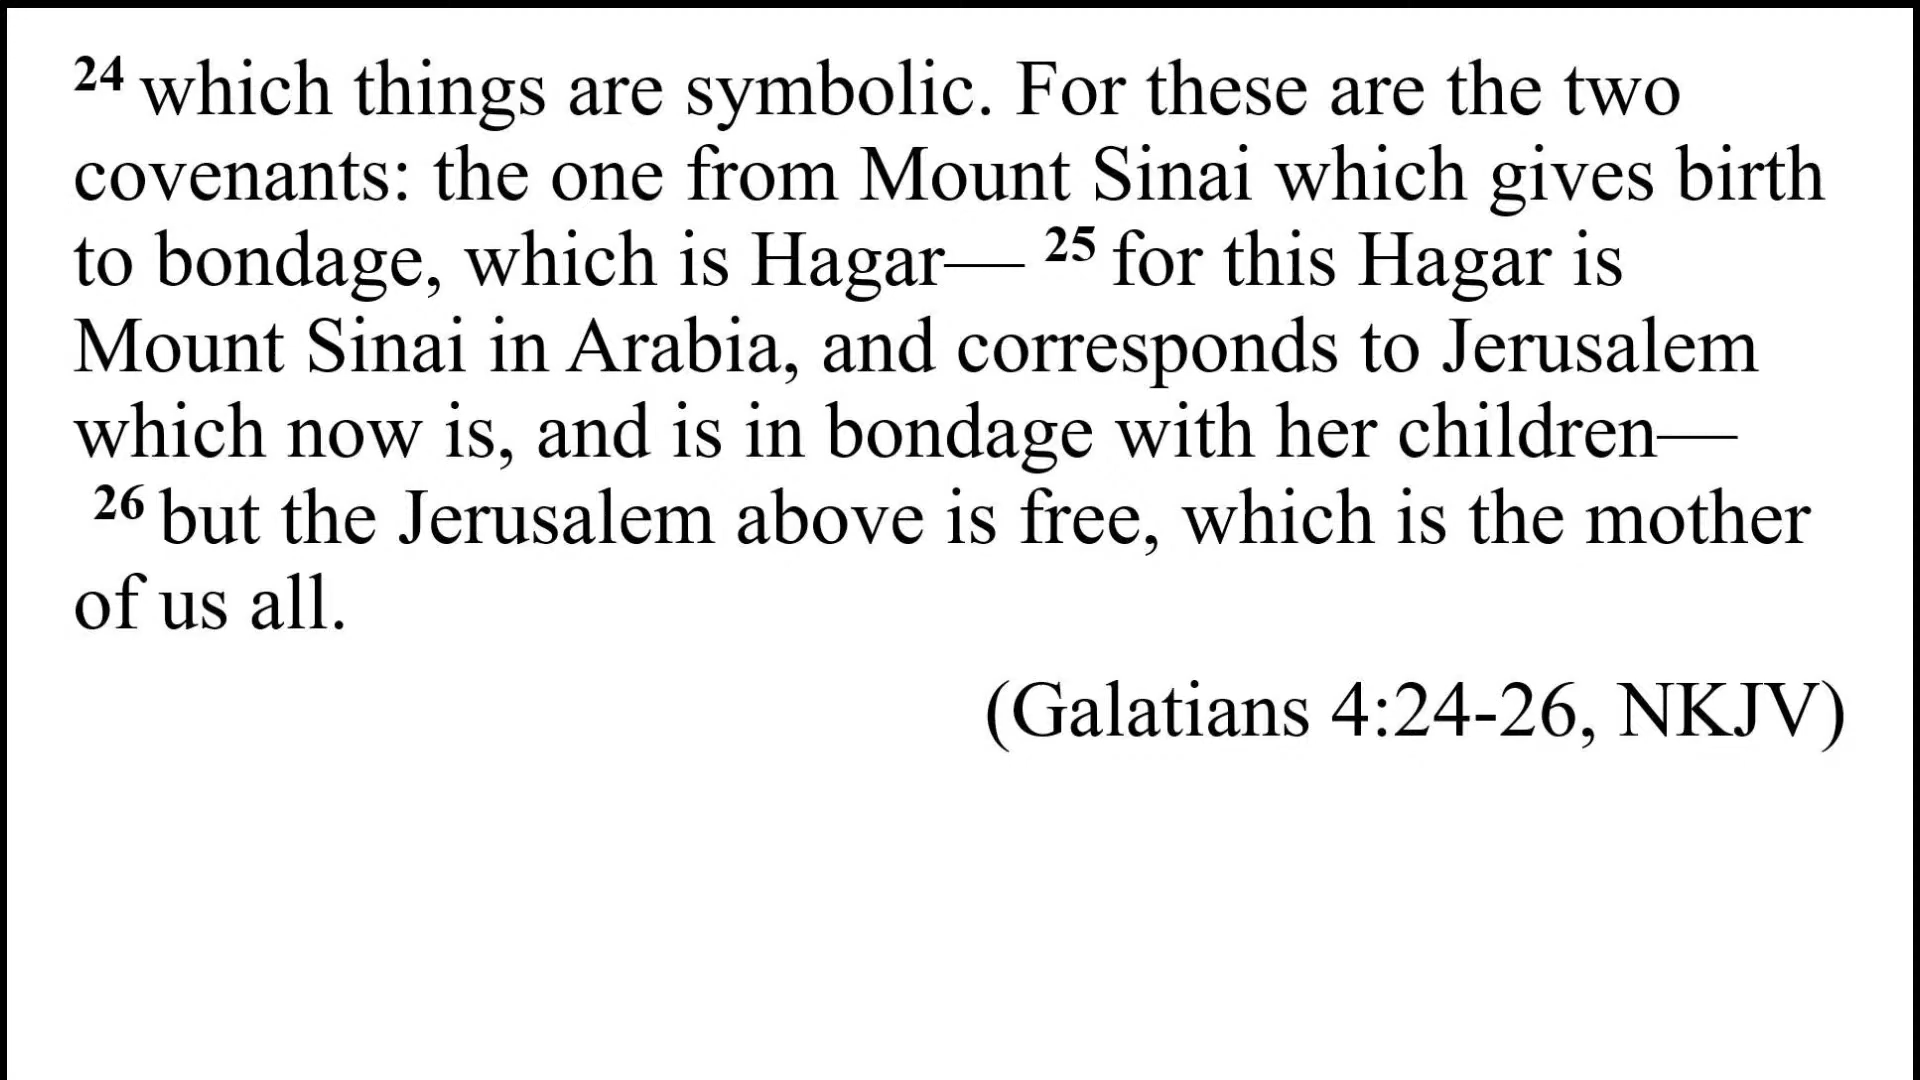 24 which things are symbolic. For these are the two
covenants: the one from Mount Sinai which gives birth
to bondage, which is Hagar— 25 for this Hagar is
Mount Sinai in Arabia, and corresponds to Jerusalem
which now is, and is in bondage with her children—
26 but the Jerusalem above is free, which is the mother
of us all.
(Galatians 4:24-26, NKJV)